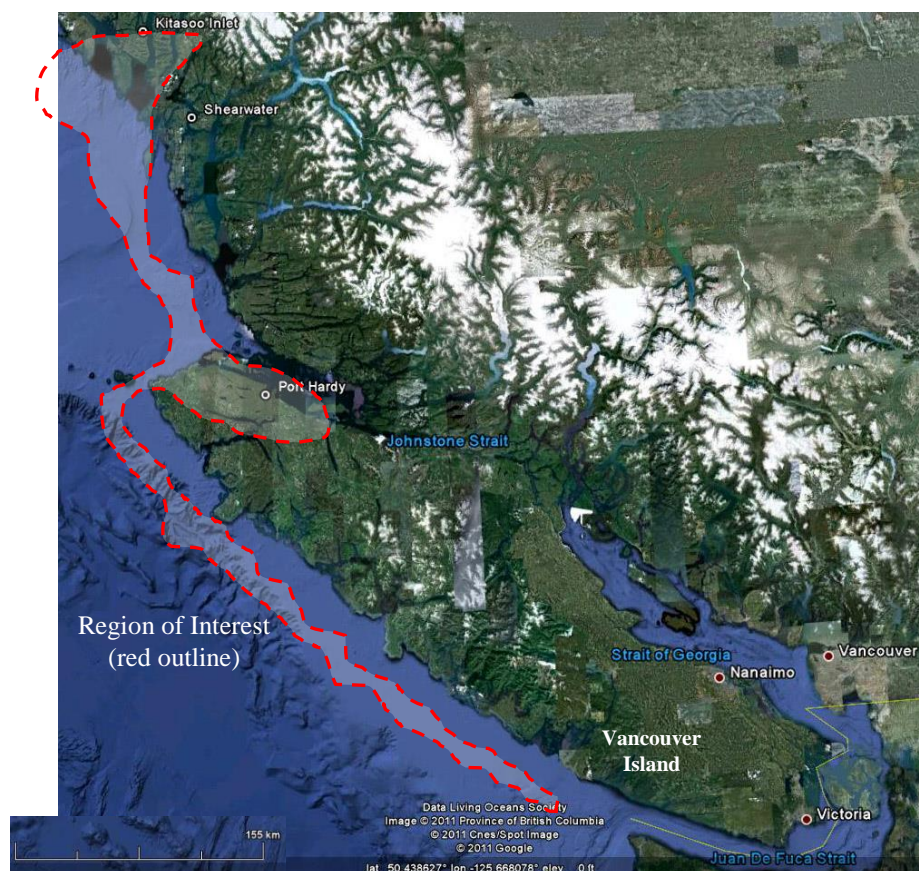 Kitasoo Inlet
Shearwater
Port Hardy
Johnstone Strait
Region of Interest
(red outline)
Strait of Georgia
Vancouver
Nanaimo
Vancouver
Island
Data Living Oceans Society
Image © 2011 Province of British Columbia
© 2011 Cnes/Spot Image
© 2011 Google
Victoria
155 km
Juan De Fuca Strait
lat 50.438627° lon -125.668078° elev 0 ft